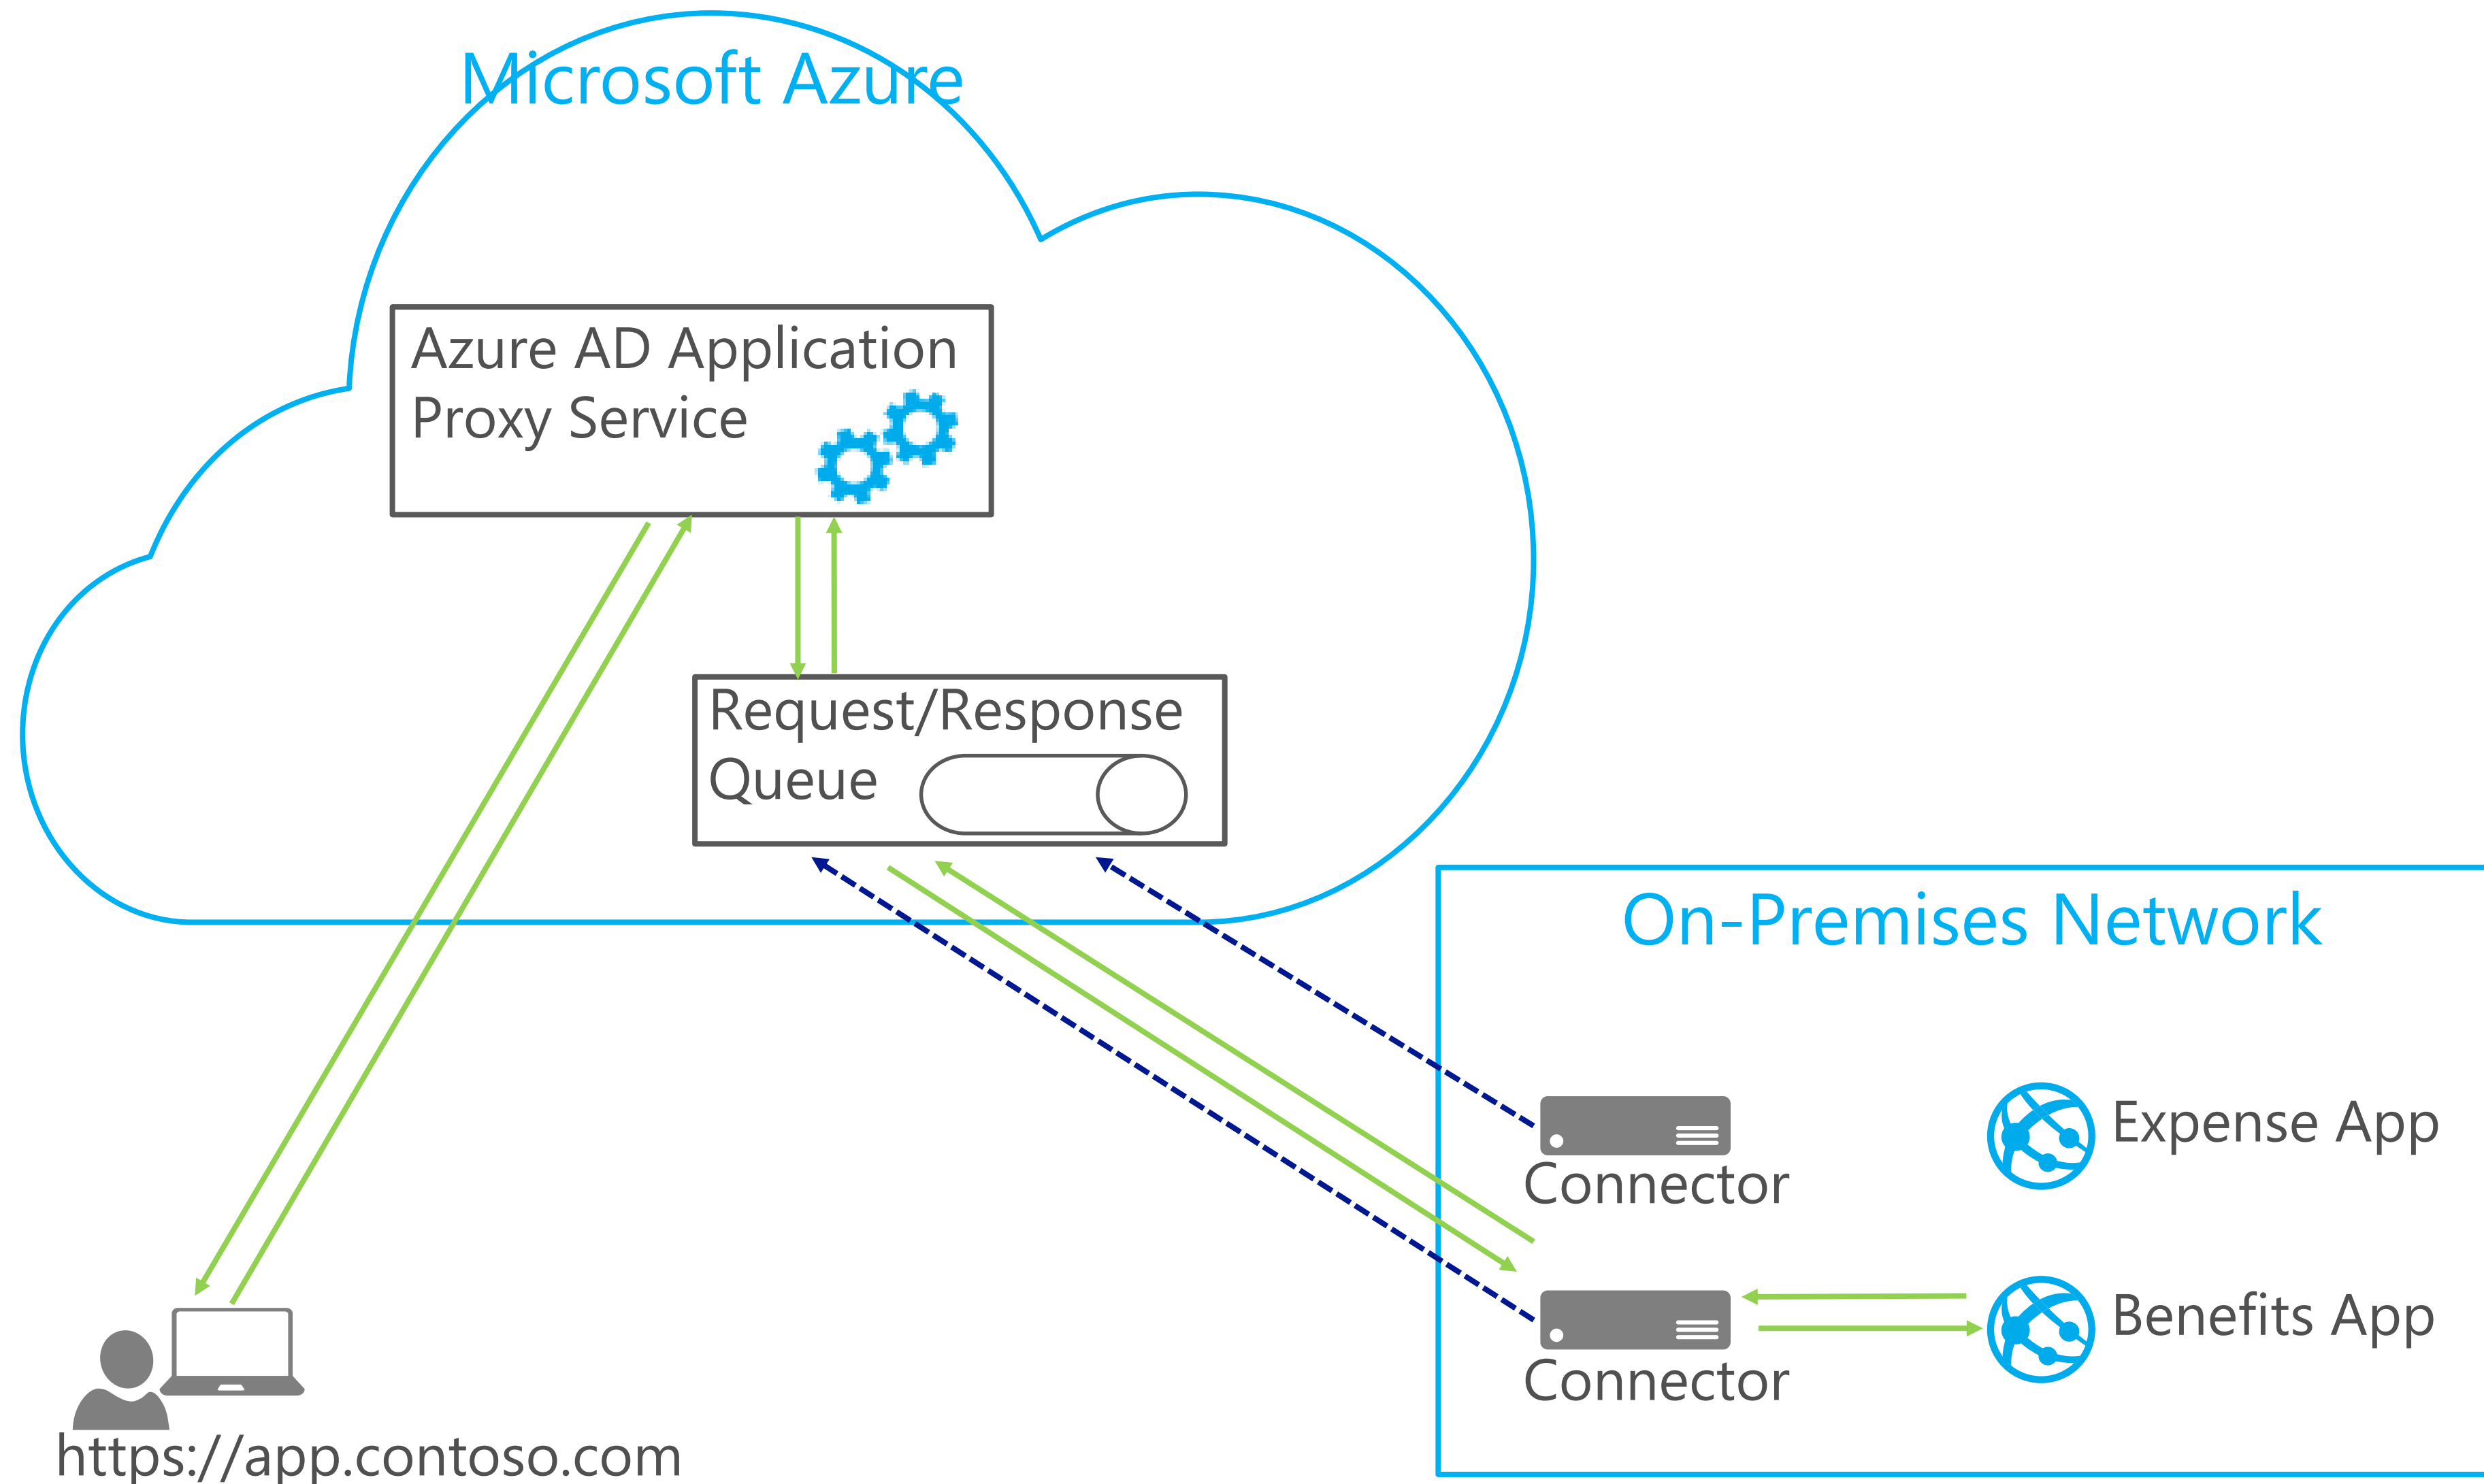 Microsoft Azure
Azure AD Application
Proxy Service
Request/Response
Queue
On-Premises Network
Connector
Expense App
Connector
Benefits App
https://app.contoso.com